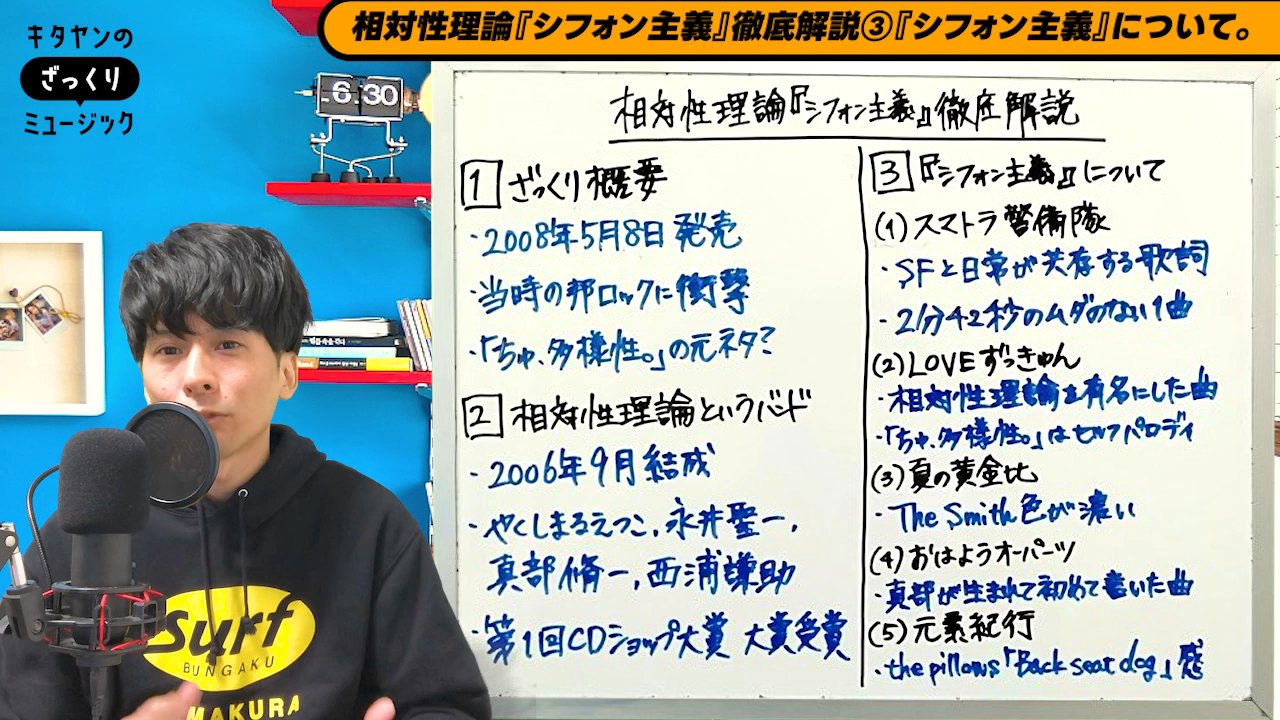 相対性理論『シフォン主義』徹底解説③『シフォン主義』について。
キタヤンの
ざっくり
ミュージック
6 30
相対性理論『シフォン主義』徹底解説
1 ざっくり概要
・2008年5月8日発売
・当時の邦ロックに衝撃
・「ちゅ、多様性。」の元ネタ?
2 相対性理論というバンド
・2006年9月結成
・やくしまるえつこ,永井聖一,
真部脩一,西浦謙助
・第1回CDショップ大賞 大賞受賞
3 『シフォン主義』について
(1)スマトラ警備隊
・SFと日常が共存する歌詞
・2分42秒のムダのない1曲
(2)LOVEずっきゅん
・相対性理論を有名にした曲
・「ちゅ、多様性。」はセルフパロディ
(3)夏の黄金比
・The Smith色が濃い
(4)おはようオーパーツ
・真部が生まれて初めて書いた曲
(5)元素紀行
・the pillows「Back seat dog」感
Surf
BUNGAKU
MAKURA